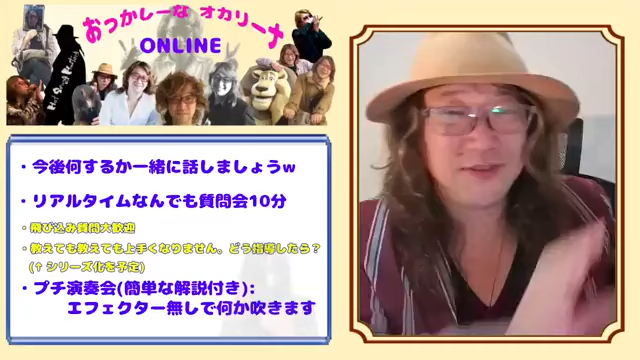 おっかしーな オカリーナ
ONLINE
・今後何するか一緒に話しましょうw
・リアルタイムなんでも質問会10分
・飛び込み質問大歓迎
・教えても教えても上手くなりません。どう指導したら？
(↑シリーズ化を予定)
・プチ演奏会(簡単な解説付き):
エフェクター無しで何か吹きます